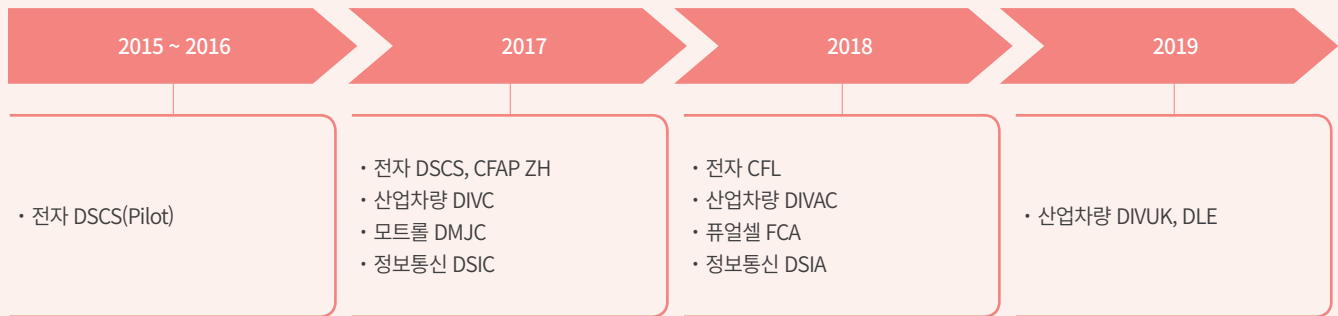 2015 ~ 2016
2017
2018
2019
· 전자 DSCS(Pilot)
· 전자 DSCS, CFAP ZH
· 산업차량 DIVC
· 모트롤 DMJC
· 정보통신 DSIC
· 전자 CFL
· 산업차량 DIVAC
· 퓨얼셀 FCA
· 정보통신 DSIA
· 산업차량 DIVUK, DLE